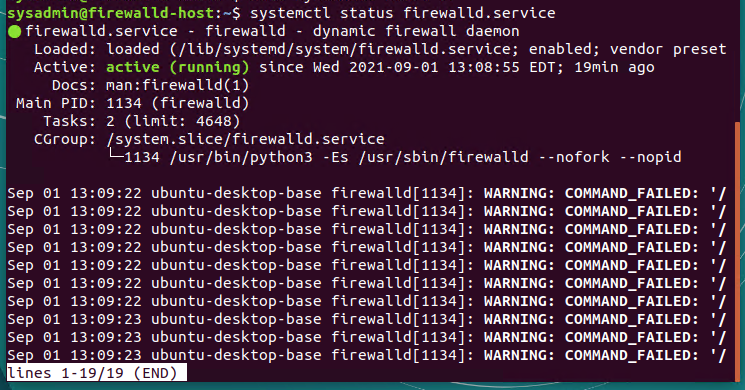 sysadmin@firewalld-host:~$ systemctl status firewalld.service
● firewalld.service - firewalld - dynamic firewall daemon
   Loaded: loaded (/lib/systemd/system/firewalld.service; enabled; vendor preset
   Active: active (running) since Wed 2021-09-01 13:08:55 EDT; 19min ago
     Docs: man:firewalld(1)
 Main PID: 1134 (firewalld)
    Tasks: 2 (limit: 4648)
   CGroup: /system.slice/firewalld.service
           └─1134 /usr/bin/python3 -Es /usr/sbin/firewalld --nofork --nopid

Sep 01 13:09:22 ubuntu-desktop-base firewalld[1134]: WARNING: COMMAND_FAILED: '/
Sep 01 13:09:22 ubuntu-desktop-base firewalld[1134]: WARNING: COMMAND_FAILED: '/
Sep 01 13:09:22 ubuntu-desktop-base firewalld[1134]: WARNING: COMMAND_FAILED: '/
Sep 01 13:09:22 ubuntu-desktop-base firewalld[1134]: WARNING: COMMAND_FAILED: '/
Sep 01 13:09:22 ubuntu-desktop-base firewalld[1134]: WARNING: COMMAND_FAILED: '/
Sep 01 13:09:22 ubuntu-desktop-base firewalld[1134]: WARNING: COMMAND_FAILED: '/
Sep 01 13:09:22 ubuntu-desktop-base firewalld[1134]: WARNING: COMMAND_FAILED: '/
Sep 01 13:09:23 ubuntu-desktop-base firewalld[1134]: WARNING: COMMAND_FAILED: '/
Sep 01 13:09:23 ubuntu-desktop-base firewalld[1134]: WARNING: COMMAND_FAILED: '/
Sep 01 13:09:23 ubuntu-desktop-base firewalld[1134]: WARNING: COMMAND_FAILED: '/
lines 1-19/19 (END)